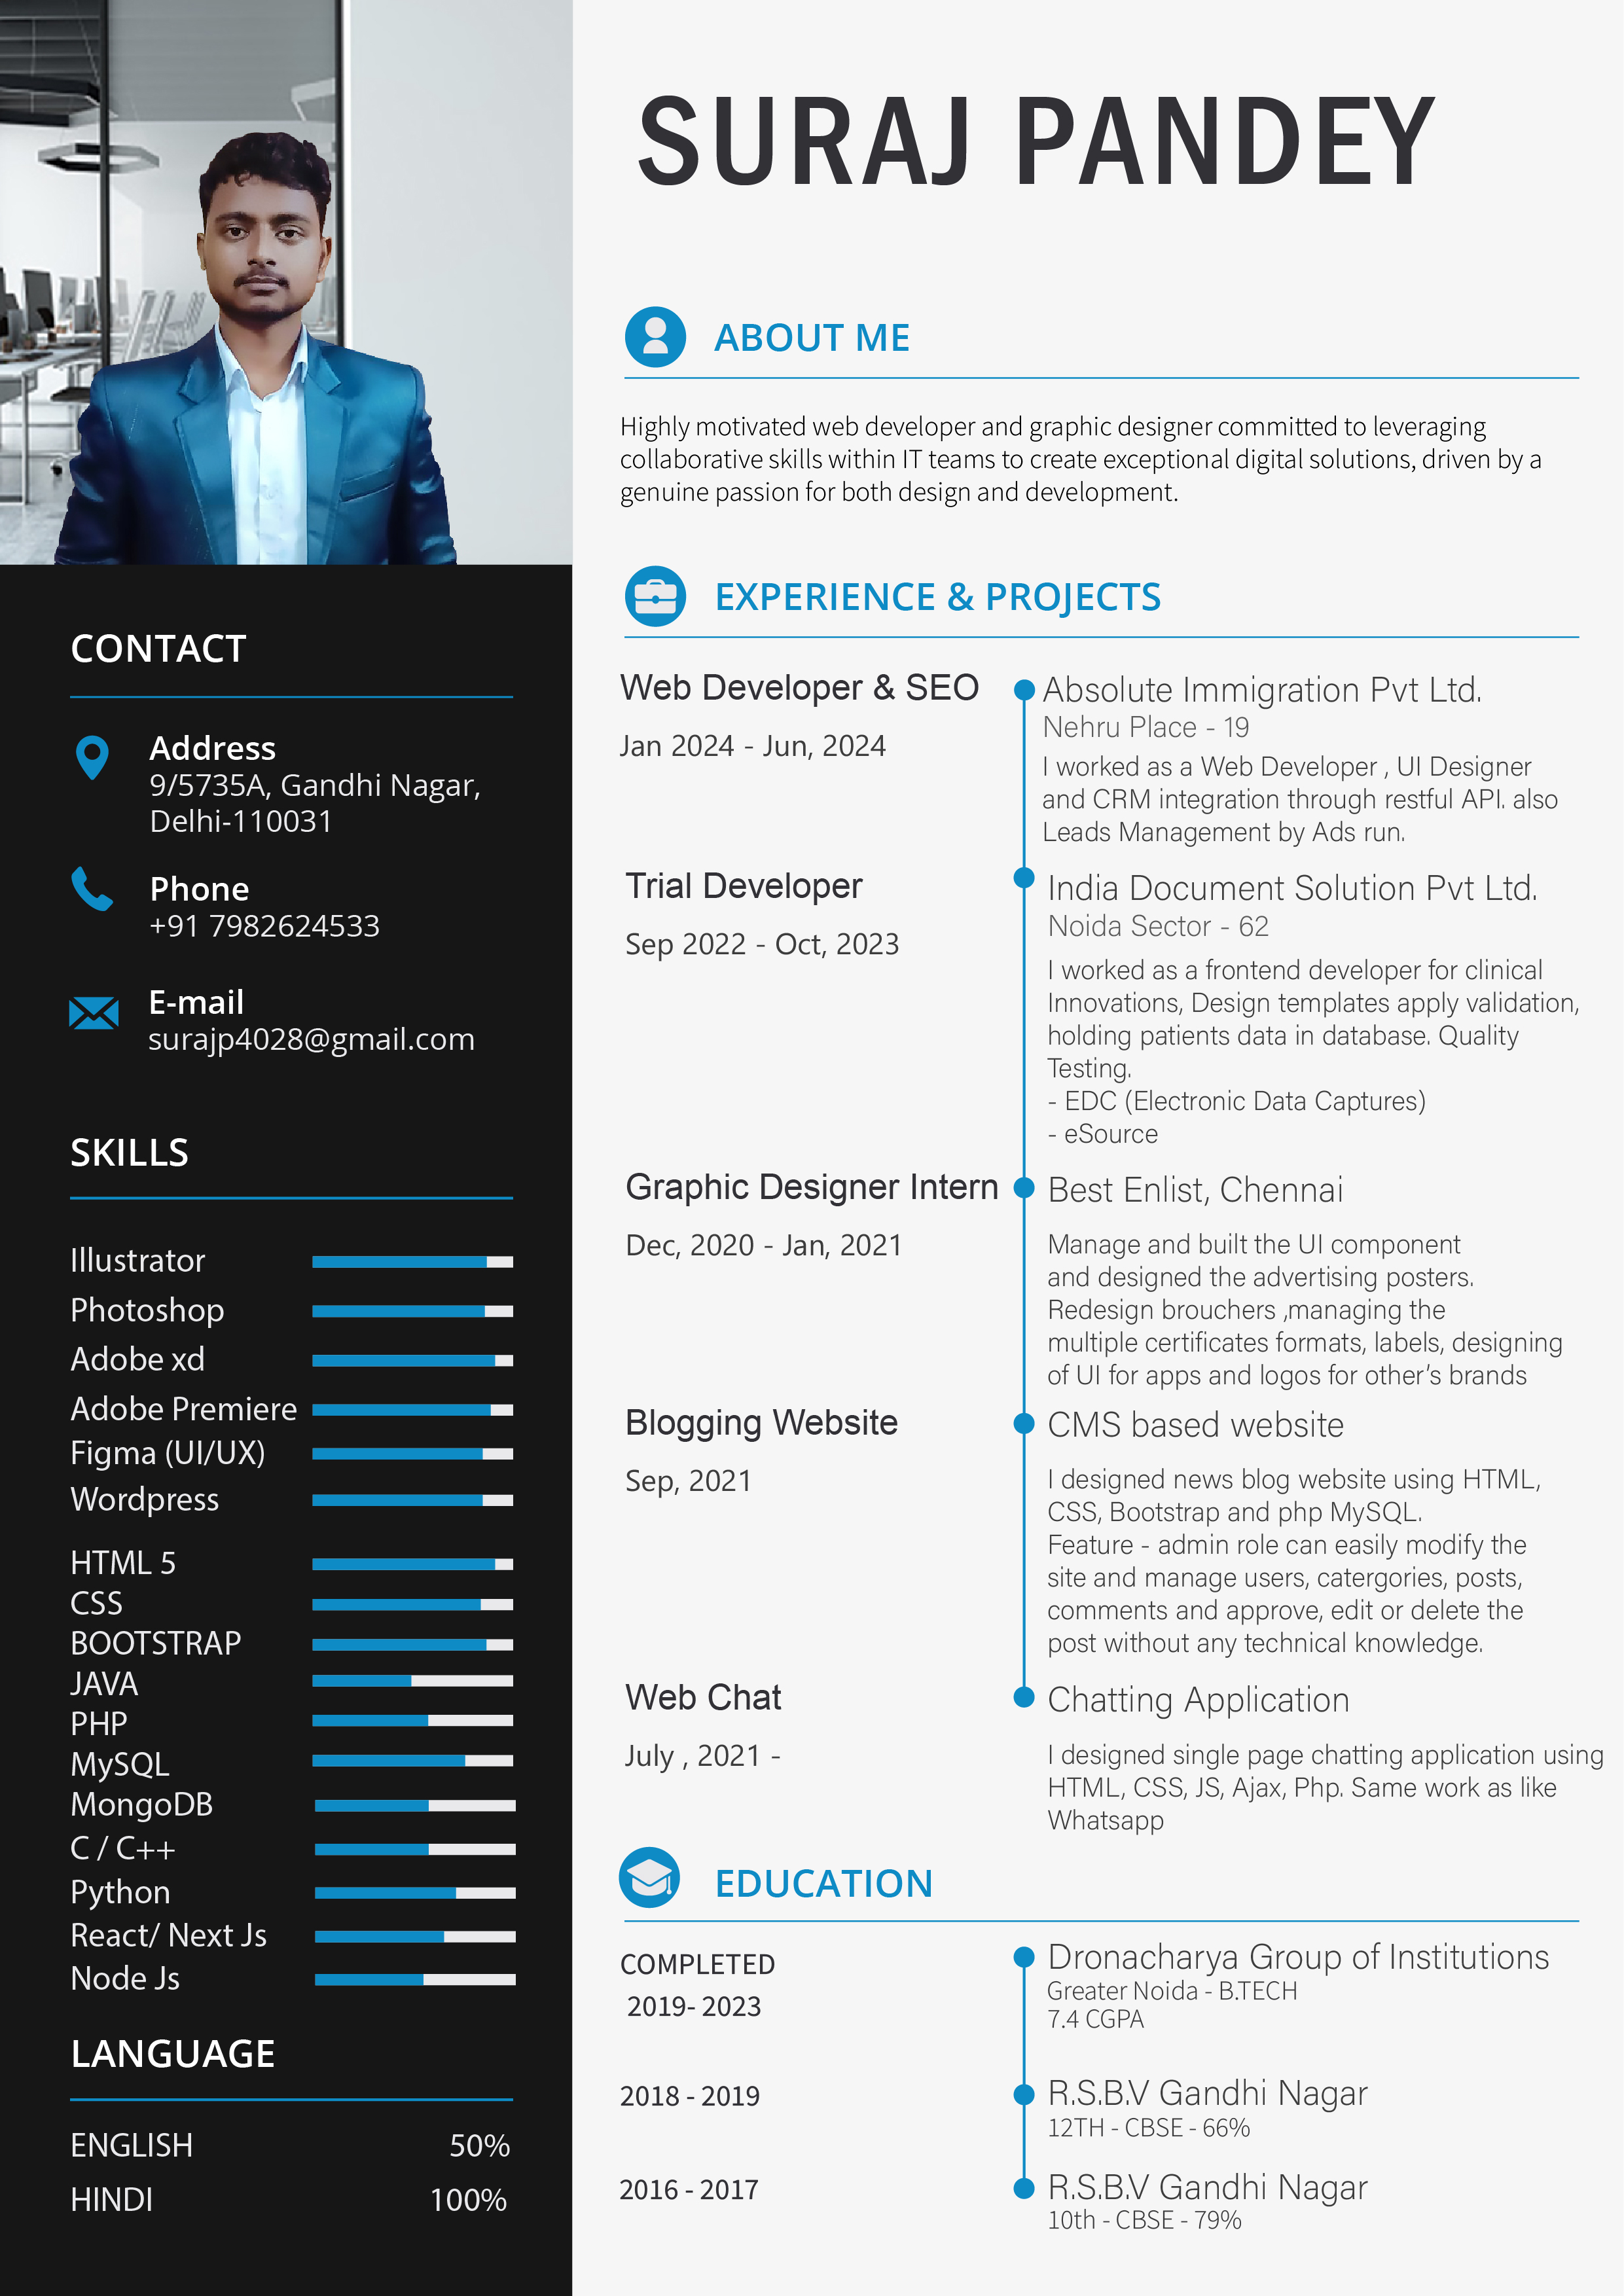 SURAJ PANDEY
CONTACT
Address
9/5735A, Gandhi Nagar,
Delhi-110031
Phone
+91 7982624533
E-mail
surajp4028@gmail.com
SKILLS
Illustrator
Photoshop
Adobe xd
Adobe Premiere
Figma (UI/UX)
Wordpress
HTML 5
CSS
BOOTSTRAP
JAVA
PHP
MySQL
MongoDB
C / C++
Python
React/ Next Js
Node Js
LANGUAGE
ENGLISH 50%
HINDI 100%
ABOUT ME
Highly motivated web developer and graphic designer committed to leveraging
collaborative skills within IT teams to create exceptional digital solutions, driven by a
genuine passion for both design and development.
EXPERIENCE & PROJECTS
Web Developer & SEO
Jan 2024 - Jun, 2024
Absolute Immigration Pvt Ltd.
Nehru Place - 19
I worked as a Web Developer , UI Designer
and CRM integration through restful API. also
Leads Management by Ads run.
Trial Developer
Sep 2022 - Oct, 2023
India Document Solution Pvt Ltd.
Noida Sector - 62
I worked as a frontend developer for clinical
Innovations, Design templates apply validation,
holding patients data in database. Quality
Testing.
- EDC (Electronic Data Captures)
- eSource
Graphic Designer Intern
Dec, 2020 - Jan, 2021
Best Enlist, Chennai
Manage and built the UI component
and designed the advertising posters.
Redesign brouchers ,managing the
multiple certificates formats, labels, designing
of UI for apps and logos for other's brands
Blogging Website
Sep, 2021
CMS based website
I designed news blog website using HTML,
CSS, Bootstrap and php MySQL.
Feature - admin role can easily modify the
site and manage users, catergories, posts,
comments and approve, edit or delete the
post without any technical knowledge.
Web Chat
July , 2021 -
Chatting Application
I designed single page chatting application using
HTML, CSS, JS, Ajax, Php. Same work as like
Whatsapp
EDUCATION
COMPLETED
2019- 2023
Dronacharya Group of Institutions
Greater Noida - B.TECH
7.4 CGPA
2018 - 2019
R.S.B.V Gandhi Nagar
12TH - CBSE - 66%
2016 - 2017
R.S.B.V Gandhi Nagar
10th - CBSE - 79%